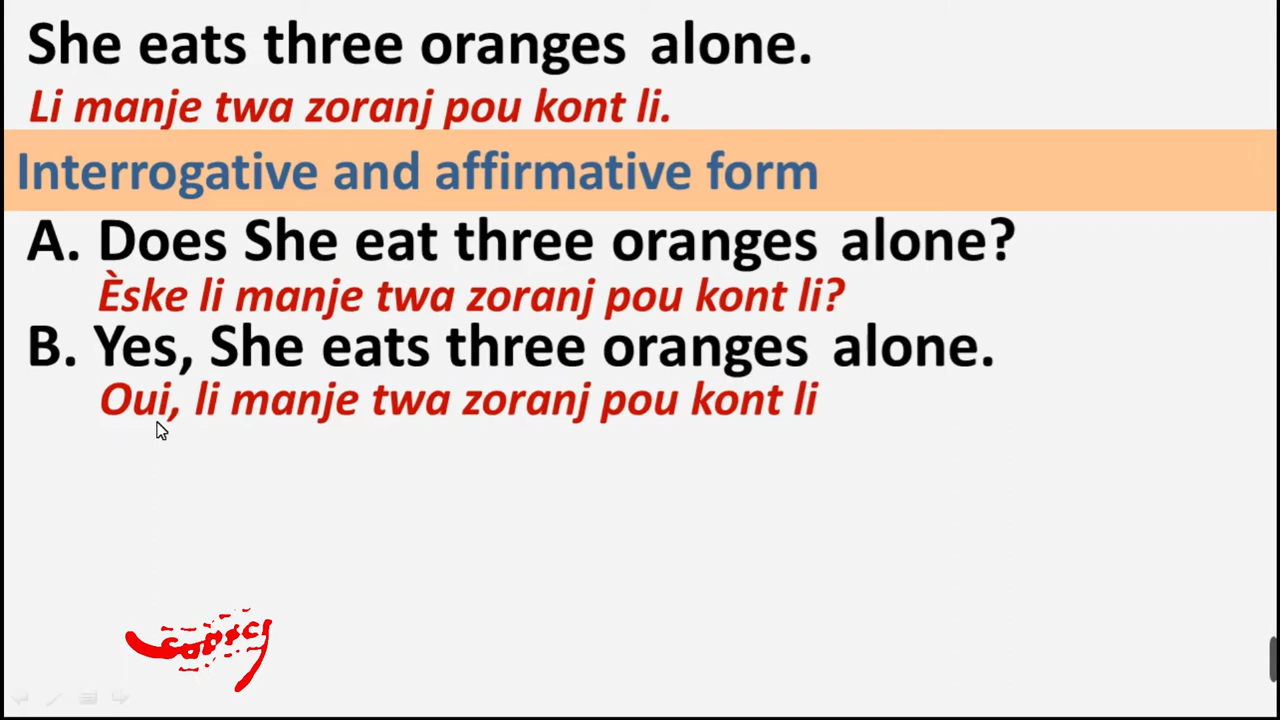 She eats three oranges alone.
Li manje twa zoranj pou kont li.
Interrogative and affirmative form
A. Does She eat three oranges alone?
Èske li manje twa zoranj pou kont li?
B. Yes, She eats three oranges alone.
Oui, li manje twa zoranj pou kont li